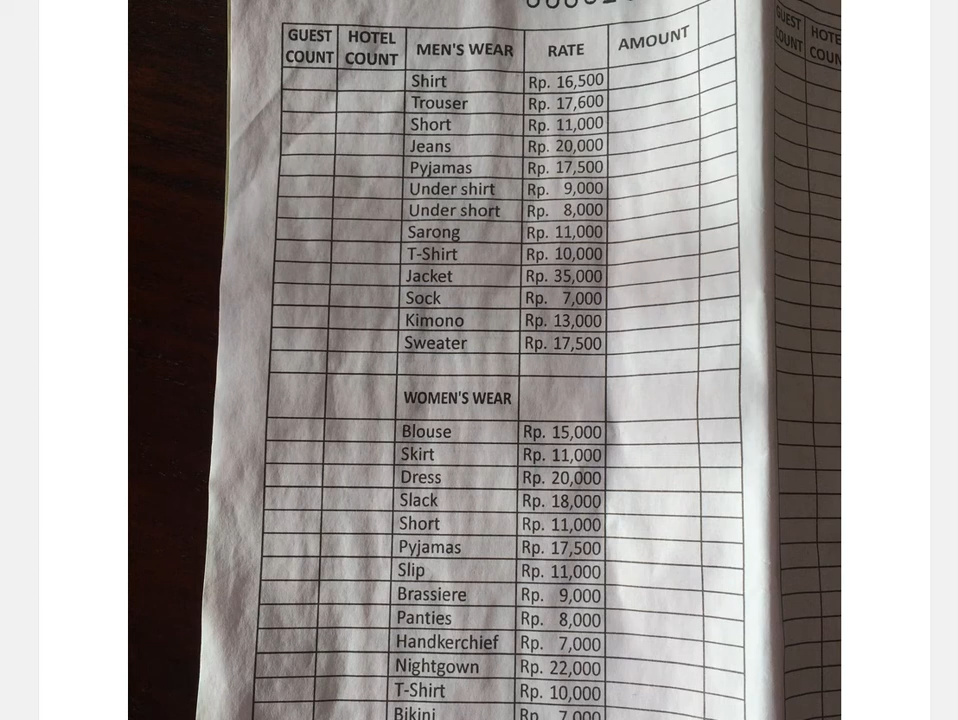 GUEST COUNT HOTEL COUNT MEN'S WEAR RATE AMOUNT
Shirt Rp. 16,500
Trouser Rp. 17,600
Short Rp. 11,000
Jeans Rp. 20,000
Pyjamas Rp. 17,500
Under shirt Rp. 9,000
Under short Rp. 8,000
Sarong Rp. 11,000
T-Shirt Rp. 10,000
Jacket Rp. 35,000
Sock Rp. 7,000
Kimono Rp. 13,000
Sweater Rp. 17,500
WOMEN'S WEAR
Blouse Rp. 15,000
Skirt Rp. 11,000
Dress Rp. 20,000
Slack Rp. 18,000
Short Rp. 11,000
Pyjamas Rp. 17,500
Slip Rp. 11,000
Brassiere Rp. 9,000
Panties Rp. 8,000
Handkerchief Rp. 7,000
Nightgown Rp. 22,000
T-Shirt Rp. 10,000
Bikini Rp. 7,000
GUEST COUNT